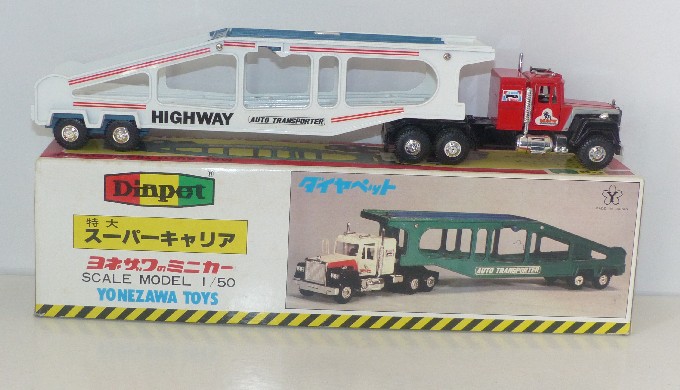 HIGHWAY
AUTO TRANSPORTER
Diapet
®
ダイヤペット
特大
スーパーキャリア
ヨネザワのミニカー
SCALE MODEL 1/50
YONEZAWA TOYS
AUTO TRANSPORTER
Y